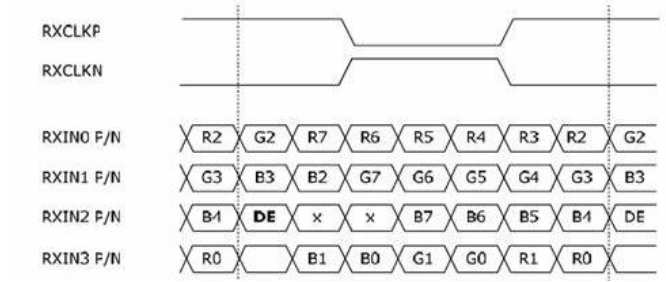 RXCLKP
RXCLKN
RXIN0 P/N R2 G2 R7 R6 R5 R4 R3 R2 G2
RXIN1 P/N G3 B3 B2 G7 G6 G5 G4 G3 B3
RXIN2 P/N B4 DE x x B7 B6 B5 B4 DE
RXIN3 P/N R0 B1 B0 G1 G0 R1 R0